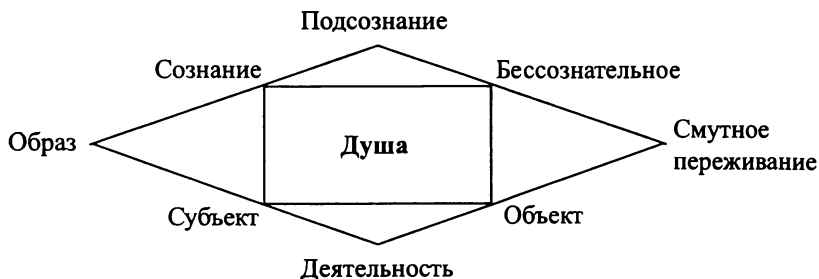 Подсознание
Сознание
Бессознательное
Образ
Душа
Смутное
переживание
Субъект
Объект
Деятельность